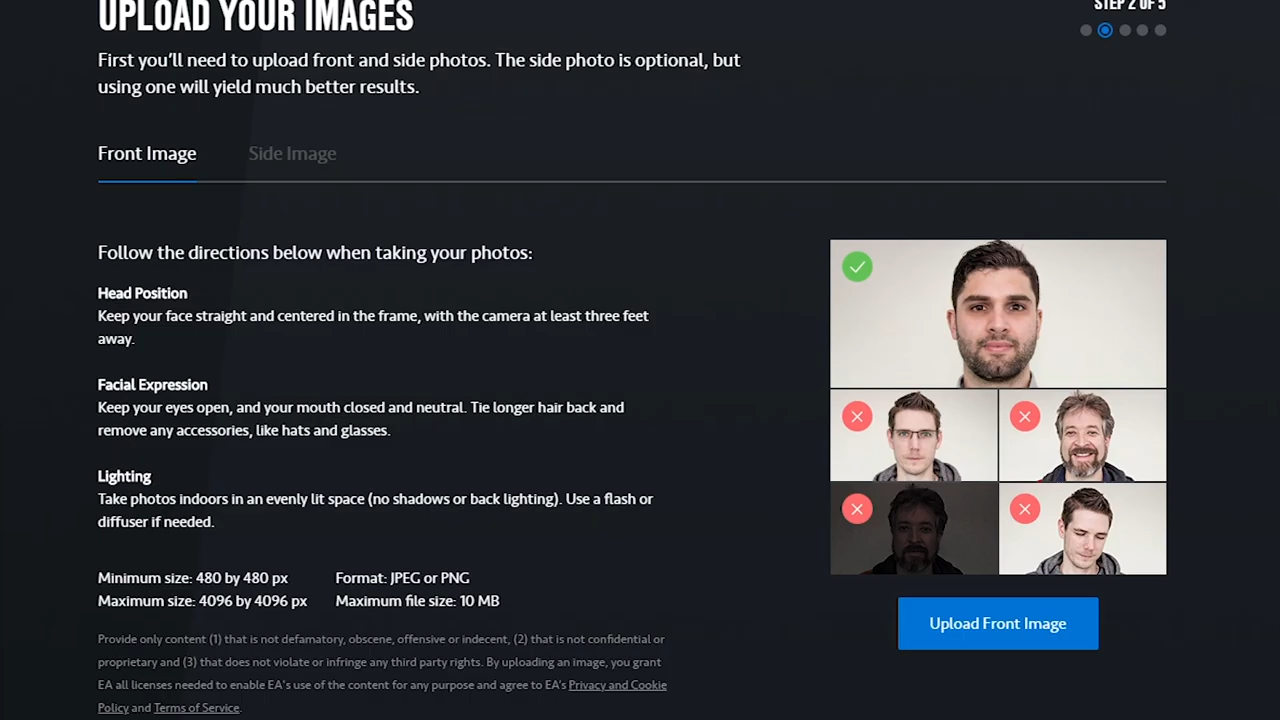 UPLOAD YOUR IMAGES
STEP 2 OF 5
First you’ll need to upload front and side photos. The side photo is optional, but
using one will yield much better results.
Front Image
Side Image
Follow the directions below when taking your photos:
Head Position
Keep your face straight and centered in the frame, with the camera at least three feet
away.
Facial Expression
Keep your eyes open, and your mouth closed and neutral. Tie longer hair back and
remove any accessories, like hats and glasses.
Lighting
Take photos indoors in an evenly lit space (no shadows or back lighting). Use a flash or
diffuser if needed.
Minimum size: 480 by 480 px
Format: JPEG or PNG
Maximum size: 4096 by 4096 px
Maximum file size: 10 MB
Provide only content (1) that is not defamatory, obscene, offensive or indecent, (2) that is not confidential or
proprietary and (3) that does not violate or infringe any third party rights. By uploading an image, you grant
EA all licenses needed to enable EA's use of the content for any purpose and agree to EA's Privacy and Cookie
Policy and Terms of Service.
Upload Front Image